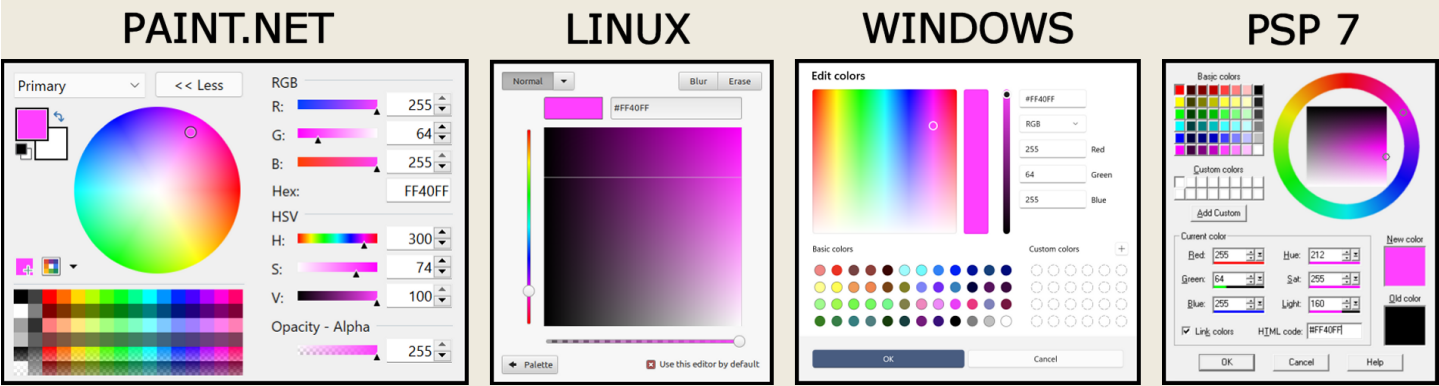 PAINT.NET
LINUX
WINDOWS
PSP 7
Primary
<< Less
RGB
R: 255
G: 64
B: 255
Hex: FF40FF
HSV
H: 300
S: 74
V: 100
Opacity - Alpha
255
Normal
Blur
Erase
#FF40FF
Palette
Use this editor by default
Edit colors
#FF40FF
RGB
255 Red
64 Green
255 Blue
Basic colors
Custom colors
+
OK
Cancel
Basic colors
Custom colors
Add Custom
Current color
Red: 255
Hue: 212
Green: 64
Sat: 255
Blue: 255
Light: 160
Link colors
HTML code: #FF40FF
New color
Old color
OK
Cancel
Help